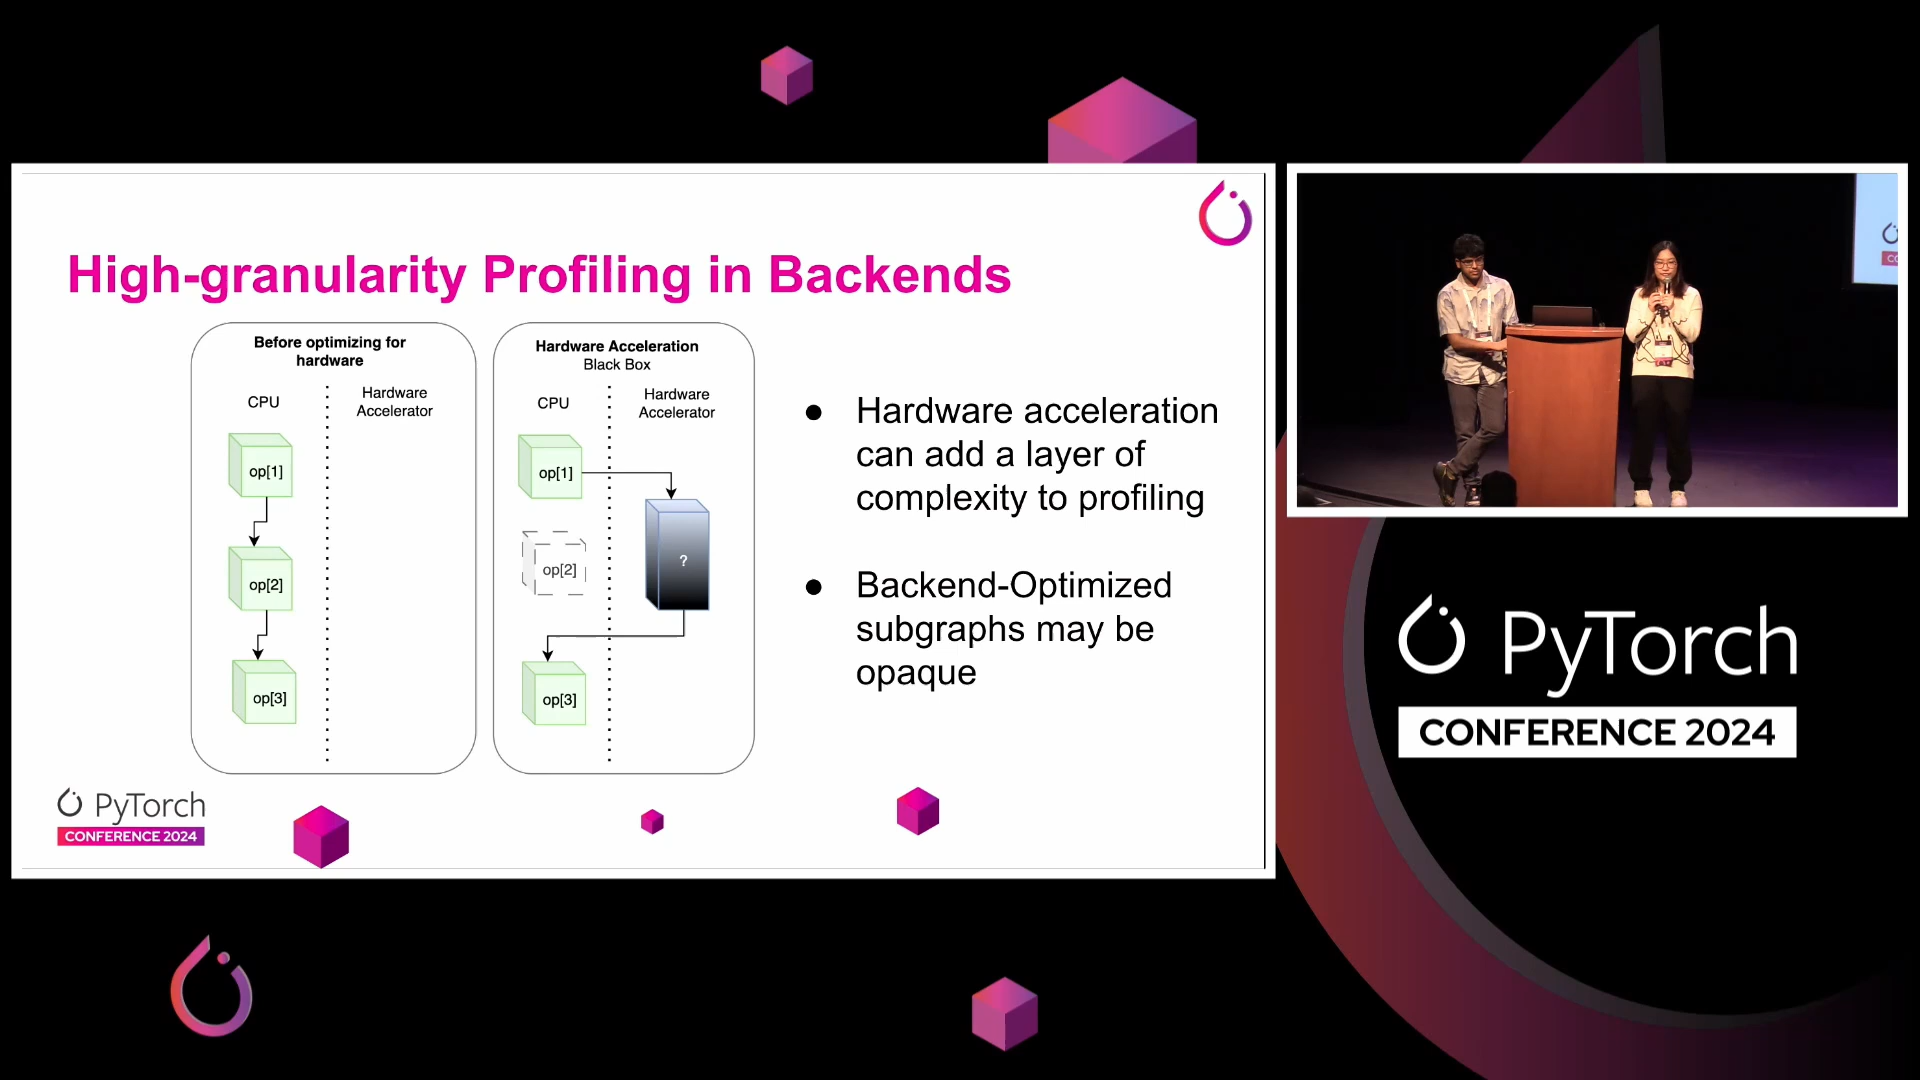 High-granularity Profiling in Backends
Before optimizing for
hardware
CPU
Hardware
Accelerator
op[1]
op[2]
op[3]
Hardware Acceleration
Black Box
CPU
Hardware
Accelerator
op[1]
?
op[2]
op[3]
● Hardware acceleration
can add a layer of
complexity to profiling
● Backend-Optimized
subgraphs may be
opaque
PyTorch
CONFERENCE 2024
PyTorch
CONFERENCE 2024